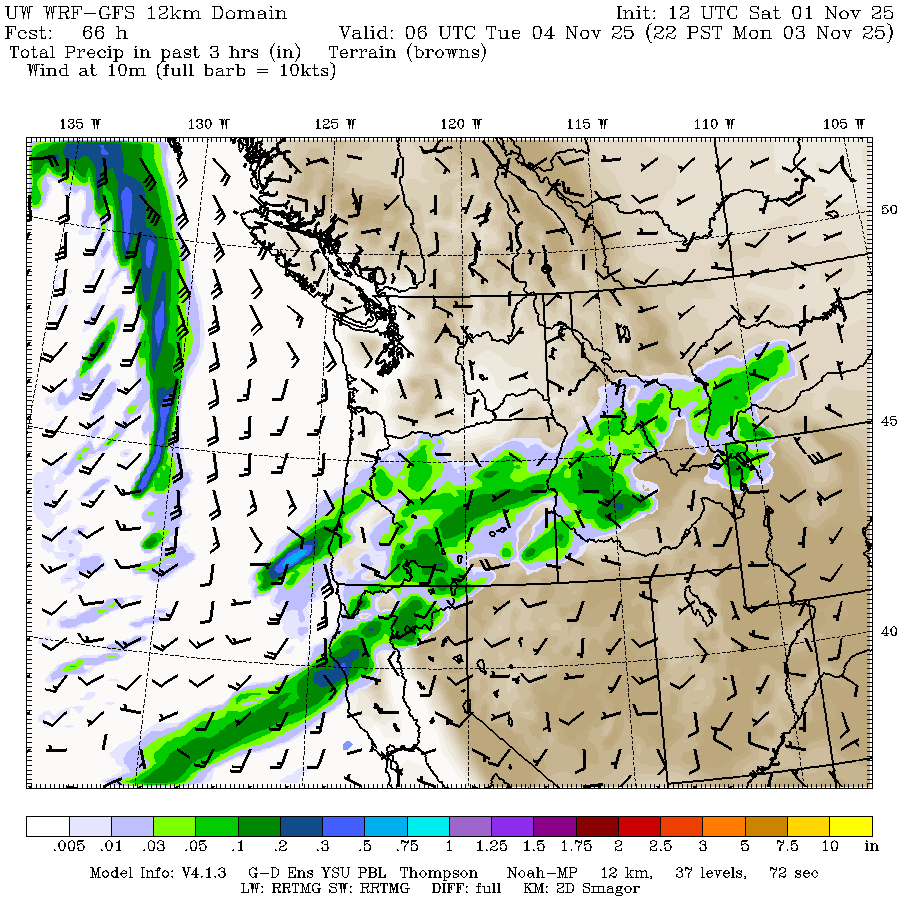 UW WRF-GFS 12km Domain Init: 12 UTC Sat 01 Nov 25
Fcst: 66 h Valid: 06 UTC Tue 04 Nov 25 (22 PST Mon 03 Nov 25)
Total Precip in past 3 hrs (in) Terrain (browns)
Wind at 10m (full barb = 10kts)
135 W 130 W 125 W 120 W 115 W 110 W 105 W
50
45
40
.005 .01 .03 .05 .1 .2 .3 .5 .75 1 1.25 1.5 1.75 2 2.5 3 5 7.5 10 in
Model Info: V4.1.3 G-D Ens YSU PBL Thompson Noah-MP 12 km, 37 levels, 72 sec
LW: RRTMG SW: RRTMG DIFF: full KM: 2D Smagor